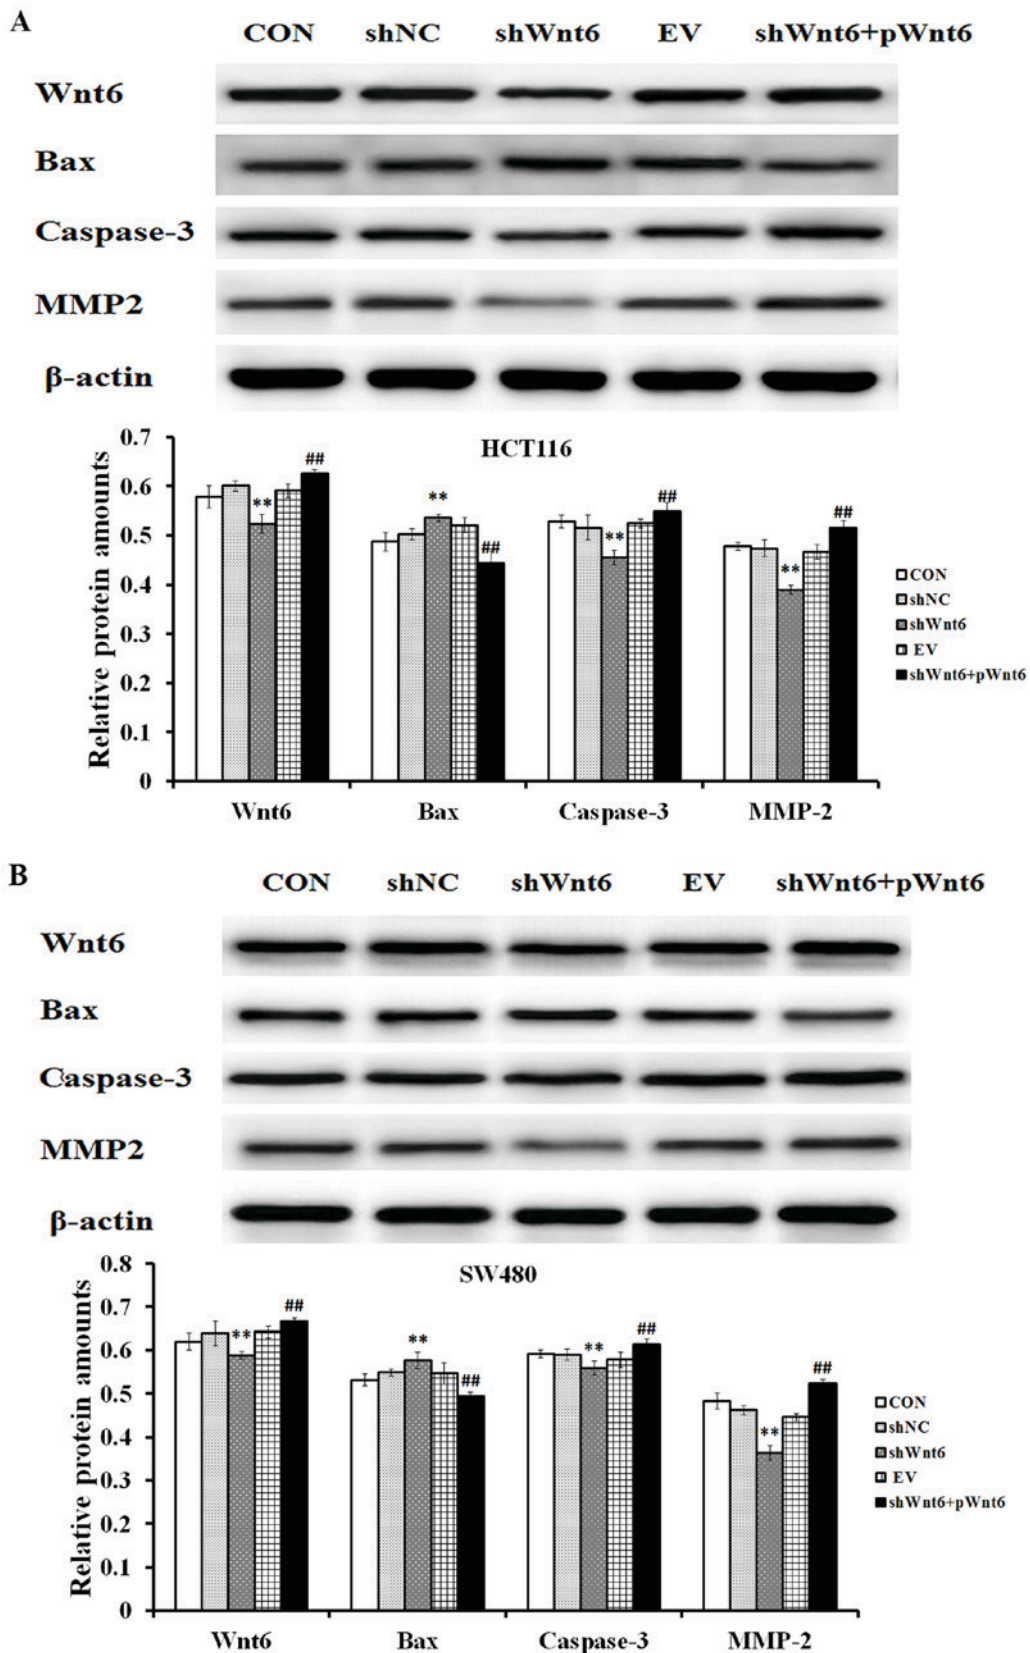 A
CON shNC shWnt6 EV shWnt6+pWnt6
Wnt6
Bax
Caspase-3
MMP2
β-actin
HCT116
Relative protein amounts
0.7
0.6
0.5
0.4
0.3
0.2
0.1
0
** ##
** ##
** ##
** ##
Wnt6 Bax Caspase-3 MMP-2
CON
shNC
shWnt6
EV
shWnt6+pWnt6
B
CON shNC shWnt6 EV shWnt6+pWnt6
Wnt6
Bax
Caspase-3
MMP2
β-actin
SW480
Relative protein amounts
0.8
0.7
0.6
0.5
0.4
0.3
0.2
0.1
0
** ##
** ##
** ##
** ##
Wnt6 Bax Caspase-3 MMP-2
CON
shNC
shWnt6
EV
shWnt6+pWnt6